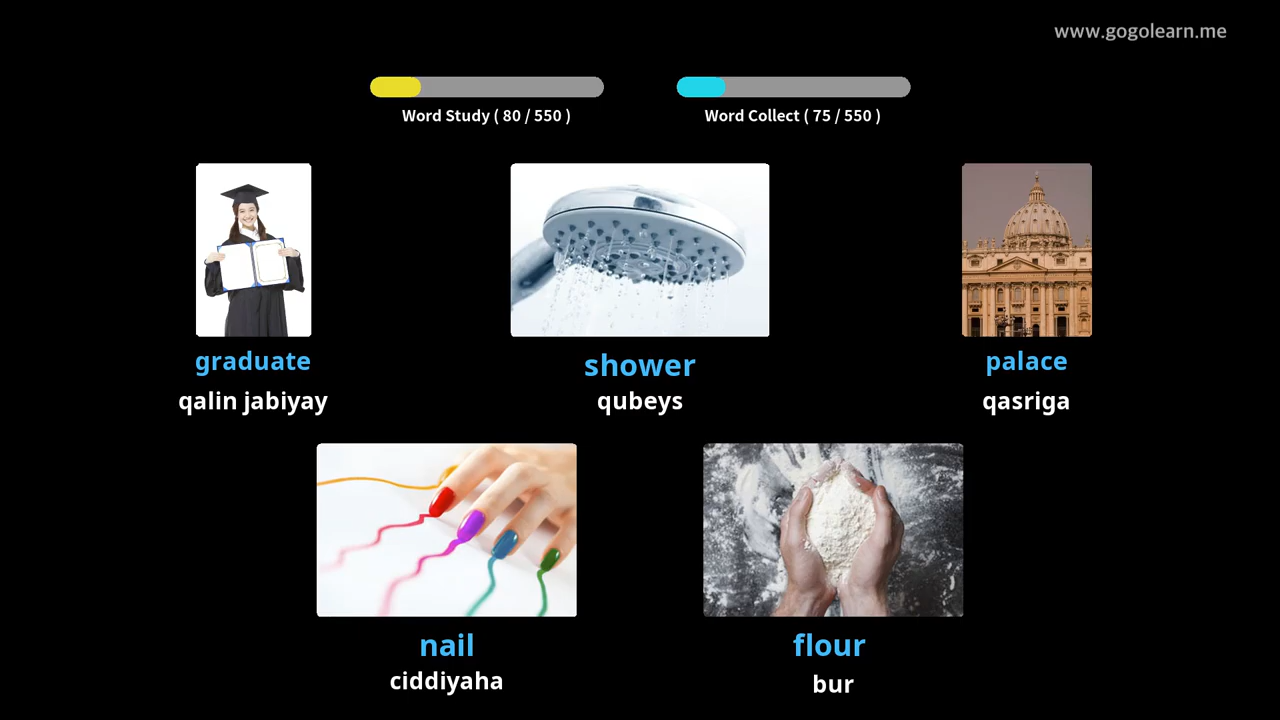 www.gogolearn.me
Word Study ( 80 / 550 )
Word Collect ( 75 / 550 )
graduate
qalin jabiyay
shower
qubeys
palace
qasriga
nail
ciddiyaha
flour
bur